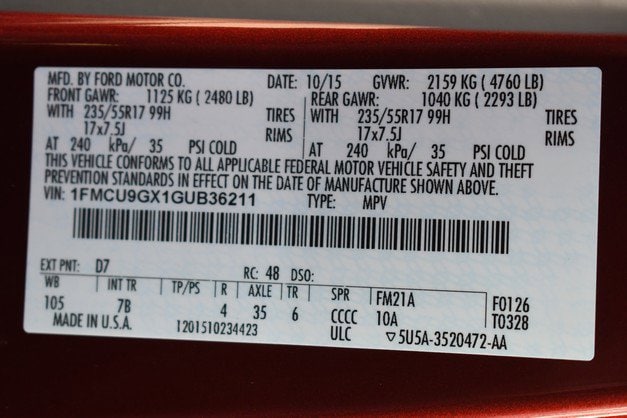 MFD. BY FORD MOTOR CO. DATE: 10/15 GVWR: 2159 KG ( 4760 LB)
FRONT GAWR: 1125 KG ( 2480 LB) REAR GAWR: 1040 KG ( 2293 LB)
WITH 235/55R17 99H TIRES WITH 235/55R17 99H TIRES
17x7.5J RIMS 17x7.5J RIMS
AT 240 kPa/ 35 PSI COLD AT 240 kPa/ 35 PSI COLD
THIS VEHICLE CONFORMS TO ALL APPLICABLE FEDERAL MOTOR VEHICLE SAFETY AND THEFT
PREVENTION STANDARDS IN EFFECT ON THE DATE OF MANUFACTURE SHOWN ABOVE.
VIN: 1FMCU9GX1GUB36211 TYPE: MPV
EXT PNT: D7 RC: 48 DSO:
WB INT TR TP/PS R AXLE TR SPR FM21A F0126
105 7B 4 35 6 CCCC 10A T0328
MADE IN U.S.A. 1201510234423 ULC ▽5U5A-3520472-AA